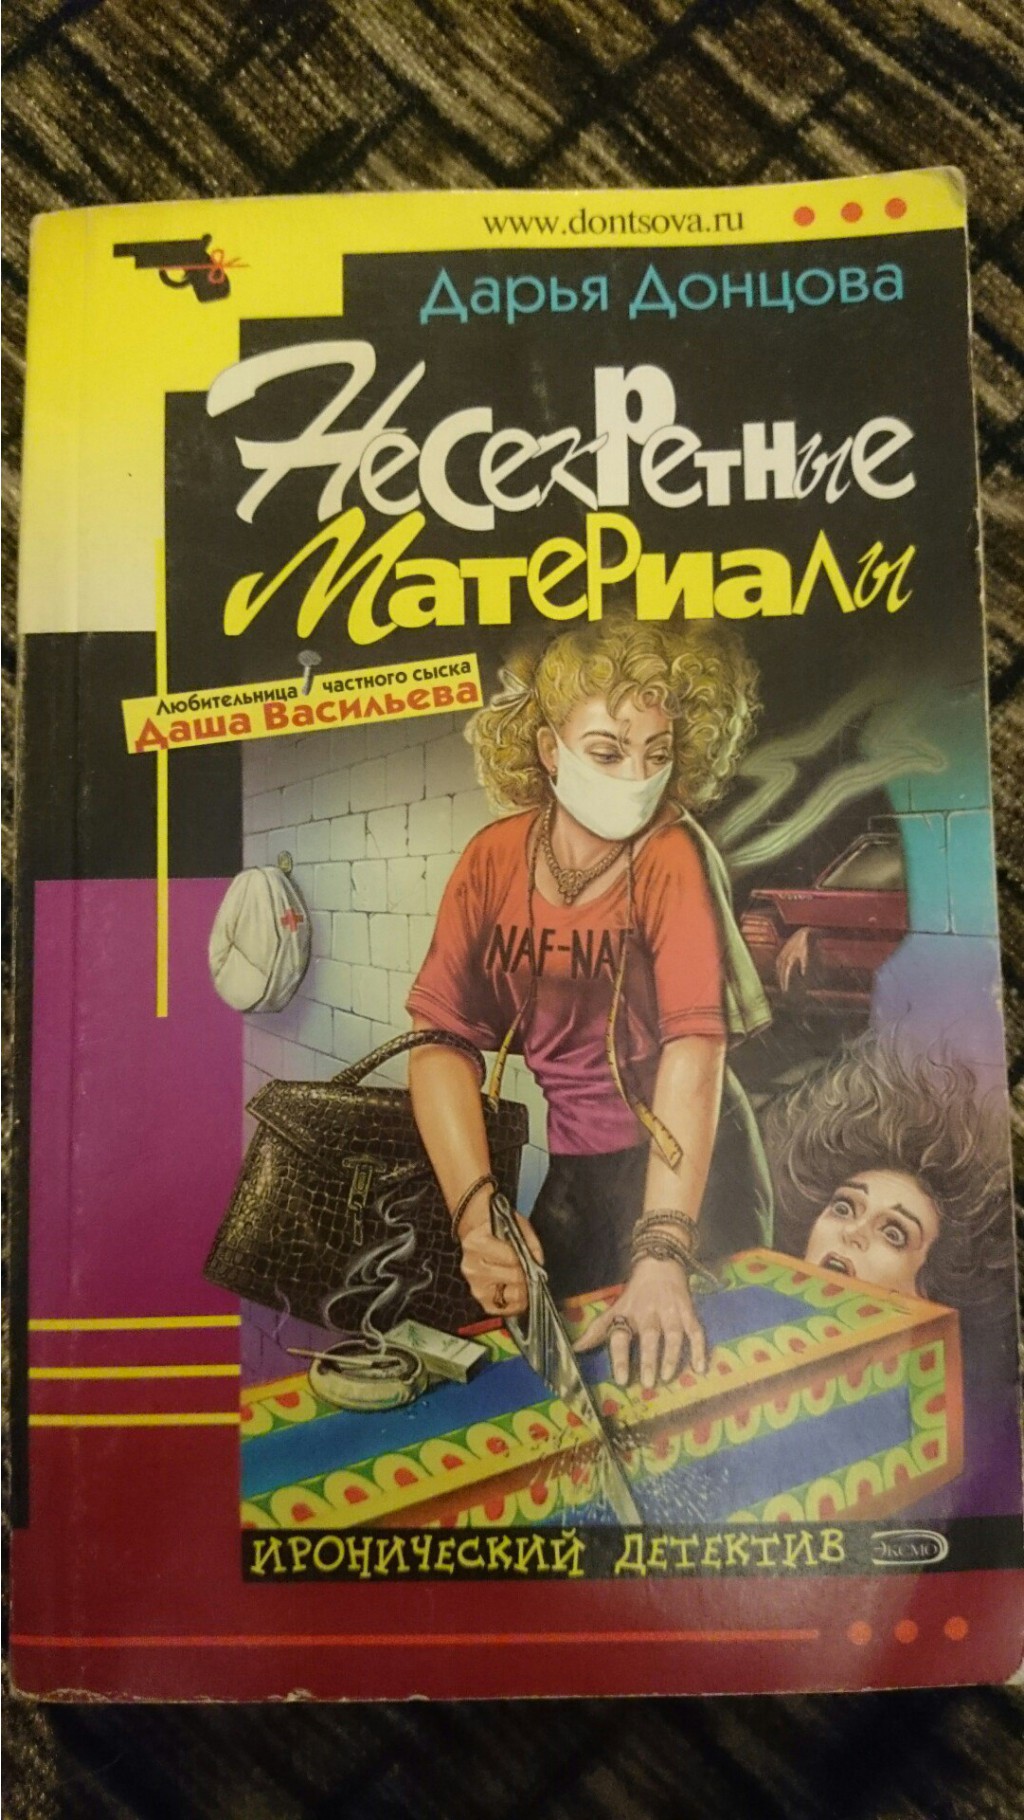 www.dontsova.ru
Дарья Донцова
Несекретные
Материалы
Любительница частного сыска
Даша Васильева
NAF-NAF
ИРОНИЧЕСКИЙ ДЕТЕКТИВ ЭКСМО